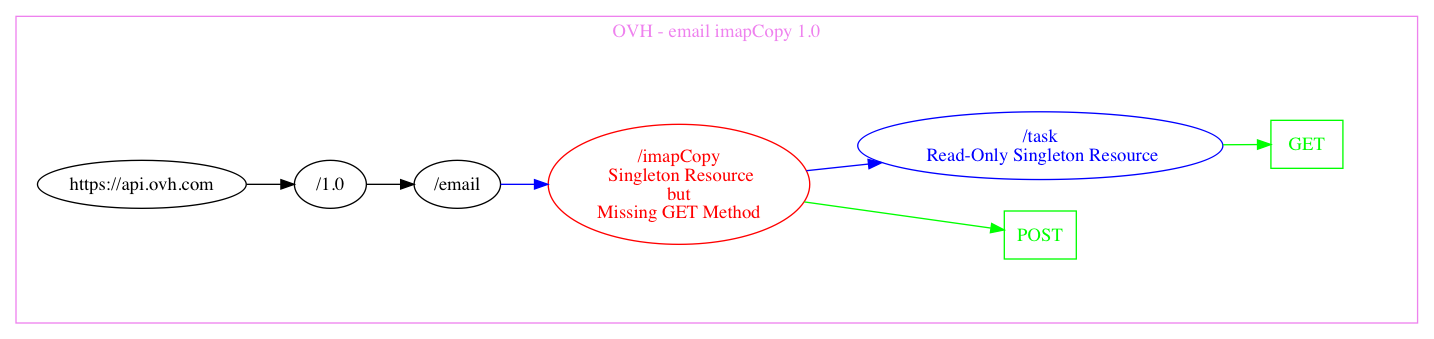 OVH - email imapCopy 1.0
https://api.ovh.com
/1.0
/email
/imapCopy
Singleton Resource
but
Missing GET Method
/task
Read-Only Singleton Resource
GET
POST